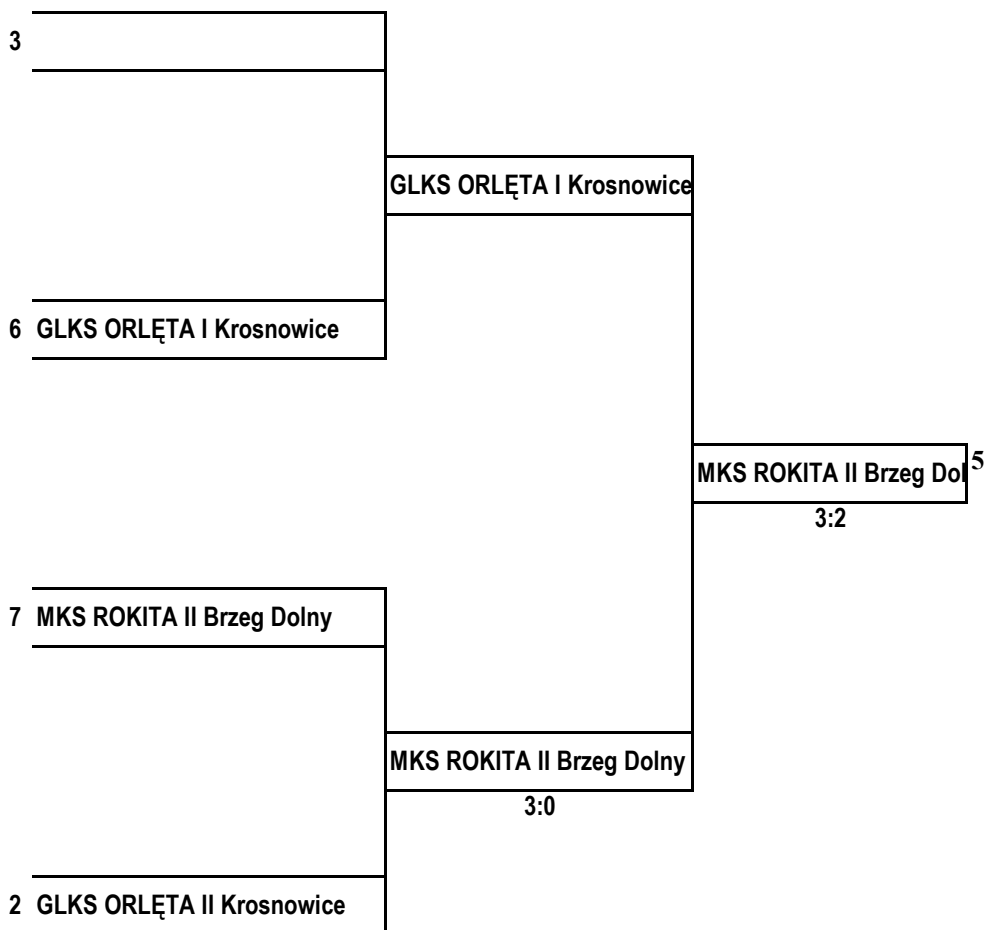 3
GLKS ORLĘTA I Krosnowice
6 GLKS ORLĘTA I Krosnowice
MKS ROKITA II Brzeg Dol 5
3:2
7 MKS ROKITA II Brzeg Dolny
MKS ROKITA II Brzeg Dolny
3:0
2 GLKS ORLĘTA II Krosnowice